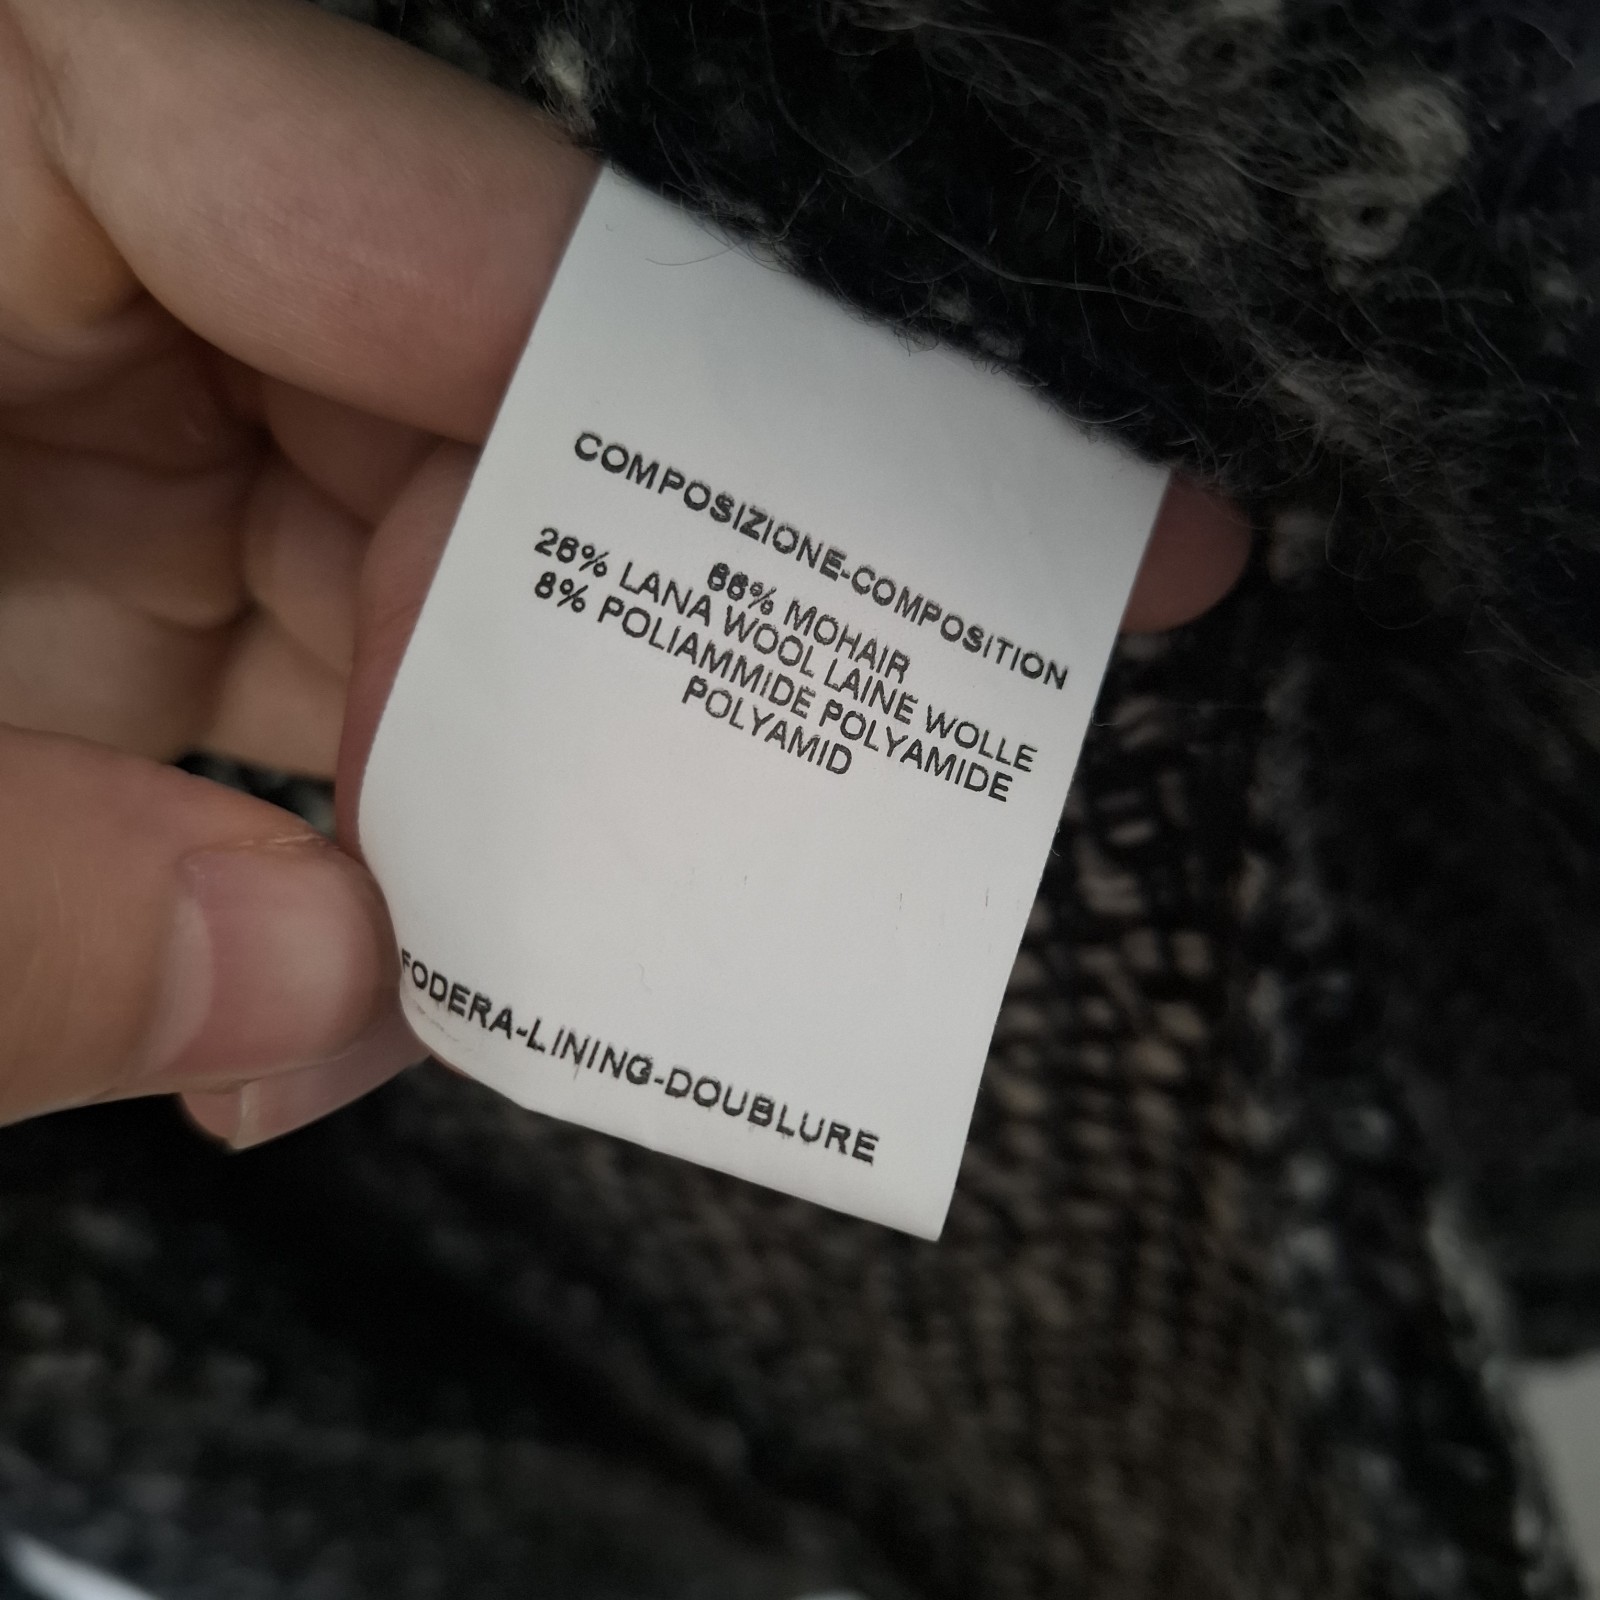 COMPOSIZIONE-COMPOSITION
66% MOHAIR
26% LANA WOOL LAINE WOLLE
8% POLIAMMIDE POLYAMIDE
POLYAMID
FODERA-LINING-DOUBLURE